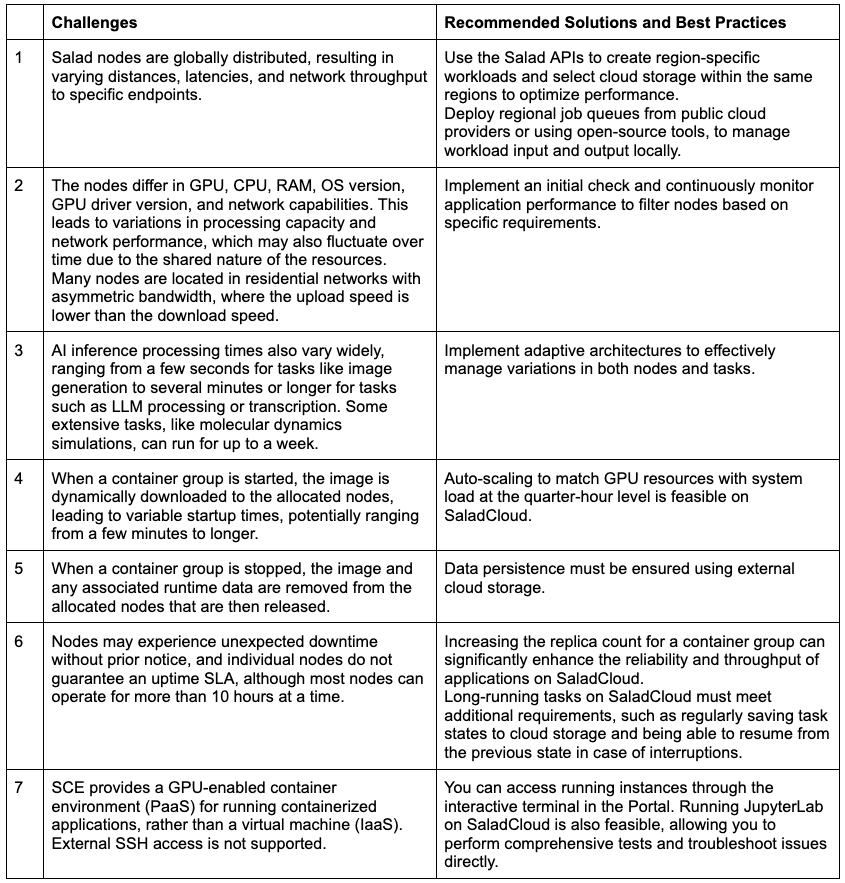 Challenges
Recommended Solutions and Best Practices
1
Salad nodes are globally distributed, resulting in
varying distances, latencies, and network throughput
to specific endpoints.
Use the Salad APIs to create region-specific
workloads and select cloud storage within the same
regions to optimize performance.
Deploy regional job queues from public cloud
providers or using open-source tools, to manage
workload input and output locally.
2
The nodes differ in GPU, CPU, RAM, OS version,
GPU driver version, and network capabilities. This
leads to variations in processing capacity and
network performance, which may also fluctuate over
time due to the shared nature of the resources.
Many nodes are located in residential networks with
asymmetric bandwidth, where the upload speed is
lower than the download speed.
Implement an initial check and continuously monitor
application performance to filter nodes based on
specific requirements.
3
AI inference processing times also vary widely,
ranging from a few seconds for tasks like image
generation to several minutes or longer for tasks
such as LLM processing or transcription. Some
extensive tasks, like molecular dynamics
simulations, can run for up to a week.
Implement adaptive architectures to effectively
manage variations in both nodes and tasks.
4
When a container group is started, the image is
dynamically downloaded to the allocated nodes,
leading to variable startup times, potentially ranging
from a few minutes to longer.
Auto-scaling to match GPU resources with system
load at the quarter-hour level is feasible on
SaladCloud.
5
When a container group is stopped, the image and
any associated runtime data are removed from the
allocated nodes that are then released.
Data persistence must be ensured using external
cloud storage.
6
Nodes may experience unexpected downtime
without prior notice, and individual nodes do not
guarantee an uptime SLA, although most nodes can
operate for more than 10 hours at a time.
Increasing the replica count for a container group can
significantly enhance the reliability and throughput of
applications on SaladCloud.
Long-running tasks on SaladCloud must meet
additional requirements, such as regularly saving task
states to cloud storage and being able to resume from
the previous state in case of interruptions.
7
SCE provides a GPU-enabled container
environment (PaaS) for running containerized
applications, rather than a virtual machine (IaaS).
External SSH access is not supported.
You can access running instances through the
interactive terminal in the Portal. Running JupyterLab
on SaladCloud is also feasible, allowing you to
perform comprehensive tests and troubleshoot issues
directly.